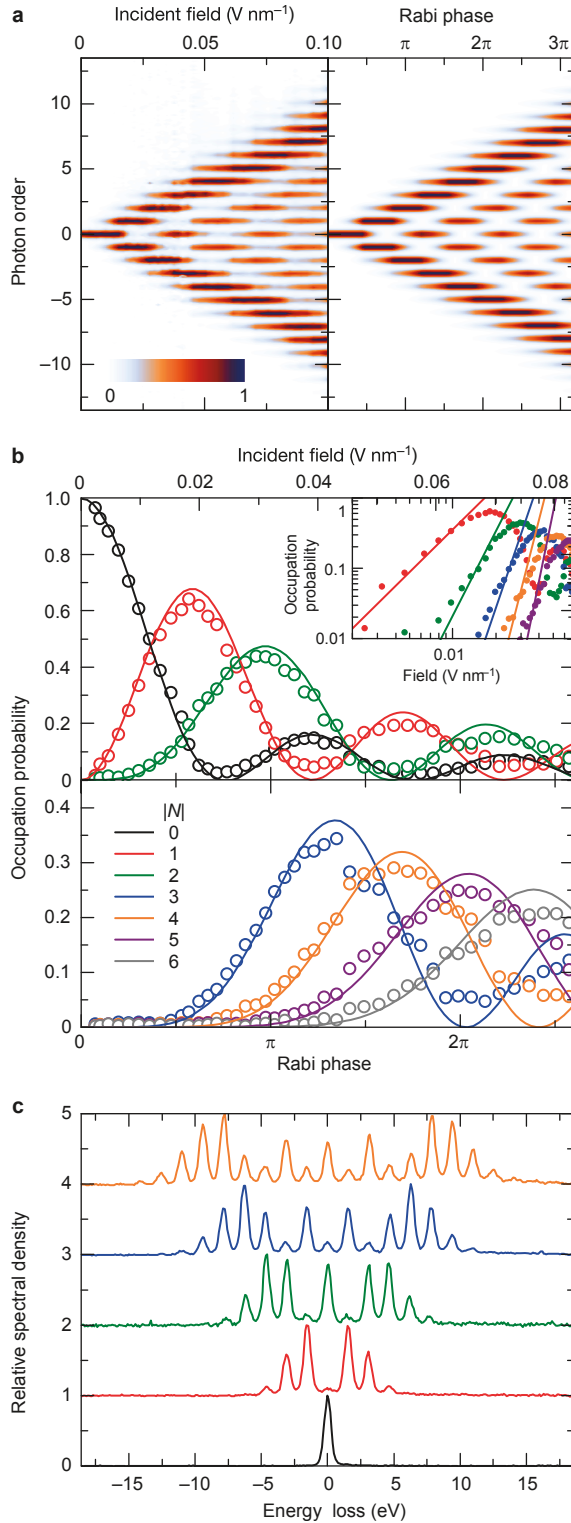 a
Incident field (V nm⁻¹) Rabi phase
0 0.05 0.10 0 π 2π 3π
Photon order
10
5
0
−5
−10
0 1
b
Incident field (V nm⁻¹)
0 0.02 0.04 0.06 0.08
Occupation probability
1.0
0.8
0.6
0.4
0.2
0
Occupation
probability
1
0.1
0.01
0.01
Field (V nm⁻¹)
0.4
0.3
0.2
0.1
0
|N|
0
1
2
3
4
5
6
0 π 2π
Rabi phase
c
Relative spectral density
5
4
3
2
1
0
−15 −10 −5 0 5 10 15
Energy loss (eV)